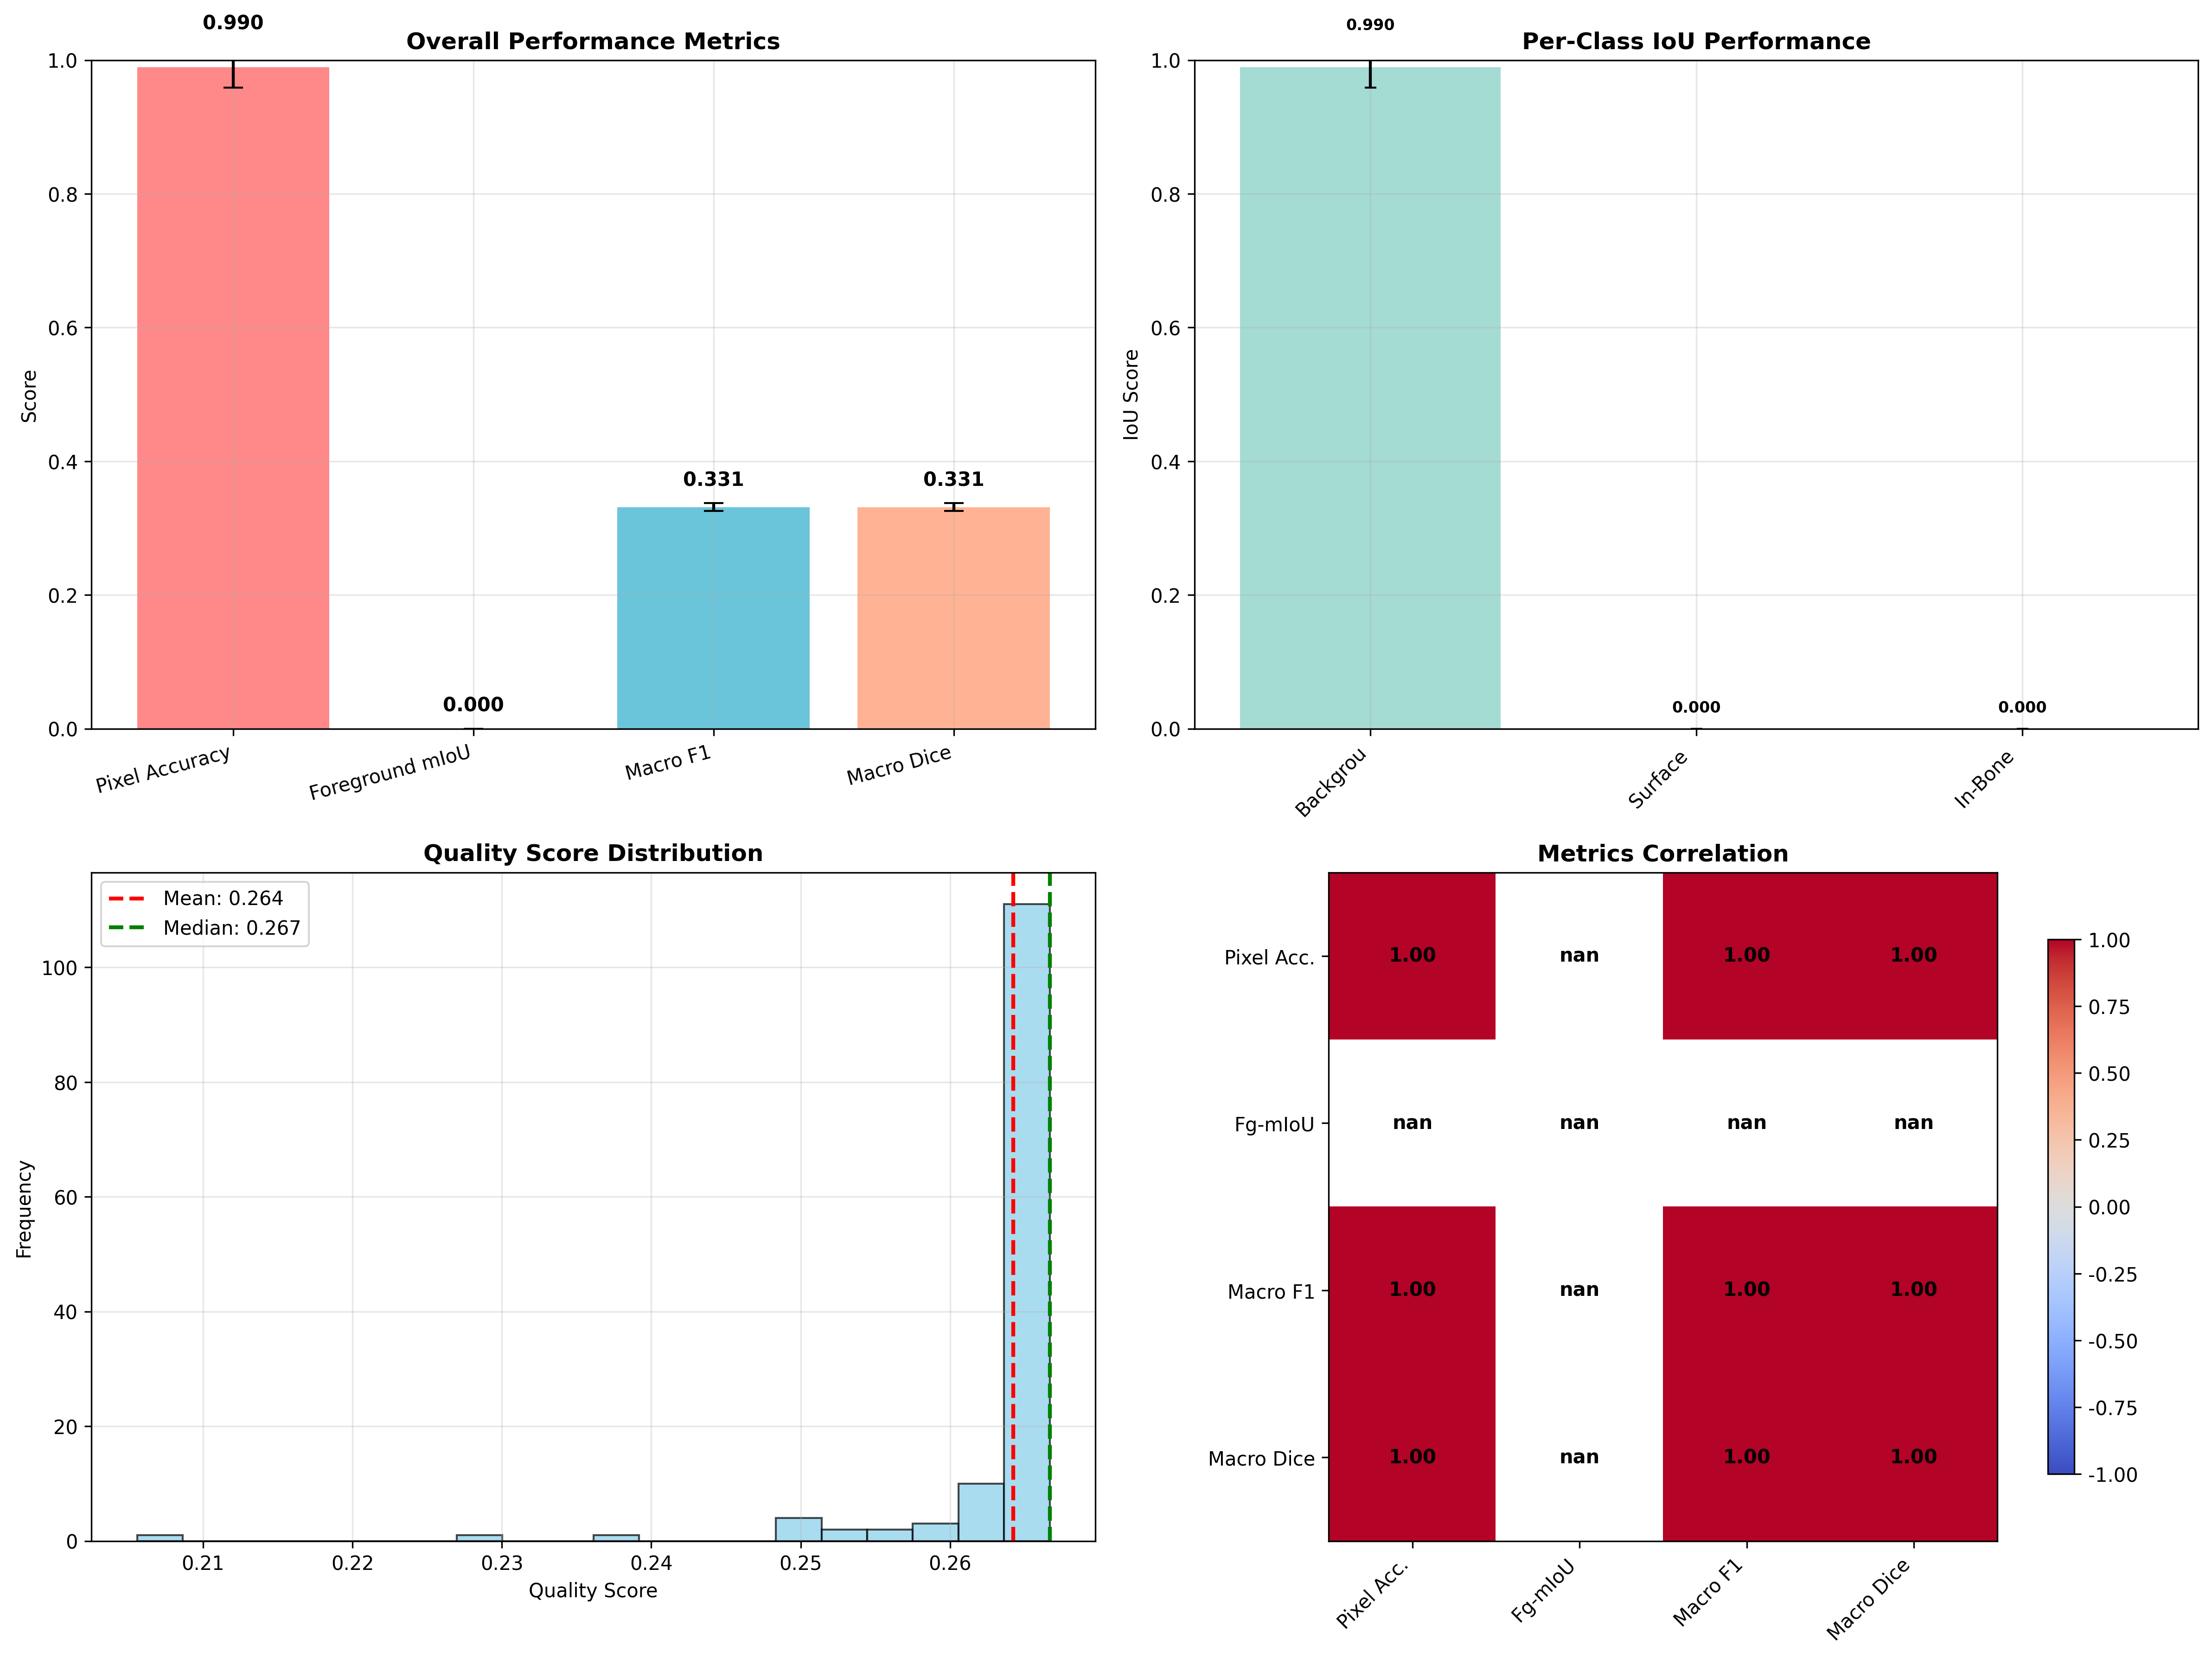 0.990
Overall Performance Metrics
1.0
0.8
0.6
0.4
0.2
0.0
Score
0.000
0.331
0.331
Pixel Accuracy
Foreground mIoU
Macro F1
Macro Dice
0.990
Per-Class IoU Performance
1.0
0.8
0.6
0.4
0.2
0.0
IoU Score
0.000
0.000
Backgrou
Surface
In-Bone
Quality Score Distribution
Mean: 0.264
Median: 0.267
100
80
60
40
20
0
Frequency
0.21
0.22
0.23
0.24
0.25
0.26
Quality Score
Metrics Correlation
Pixel Acc.
1.00
nan
1.00
1.00
Fg-mIoU
nan
nan
nan
nan
Macro F1
1.00
nan
1.00
1.00
Macro Dice
1.00
nan
1.00
1.00
Pixel Acc.
Fg-mIoU
Macro F1
Macro Dice
1.00
0.75
0.50
0.25
0.00
-0.25
-0.50
-0.75
-1.00